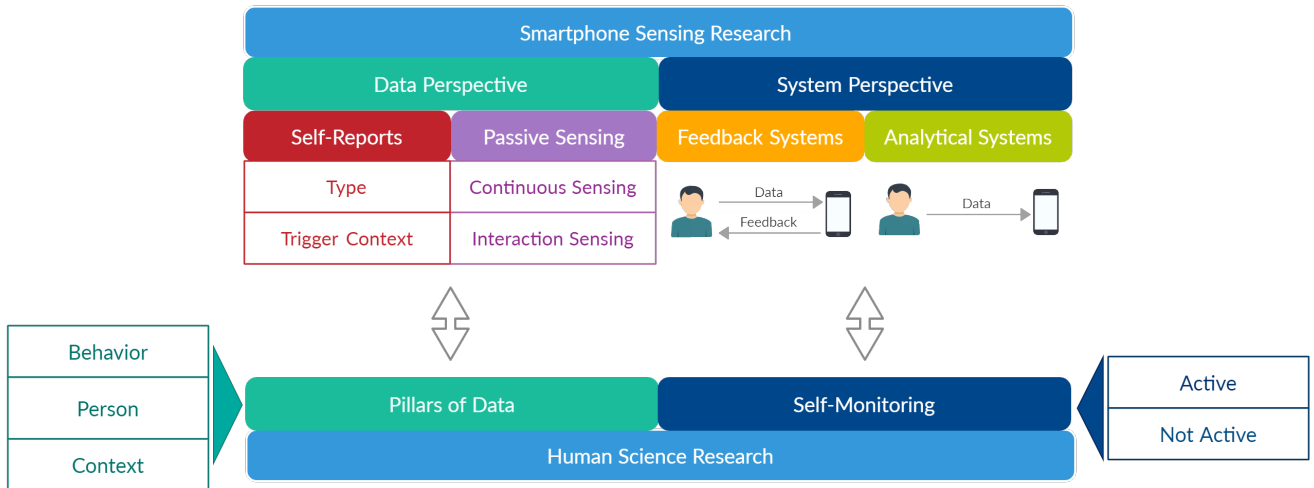 Smartphone Sensing Research
Data Perspective
System Perspective
Self-Reports
Passive Sensing
Feedback Systems
Analytical Systems
Type
Continuous Sensing
Data
Feedback
Data
Trigger Context
Interaction Sensing
Behavior
Person
Context
Pillars of Data
Self-Monitoring
Human Science Research
Active
Not Active